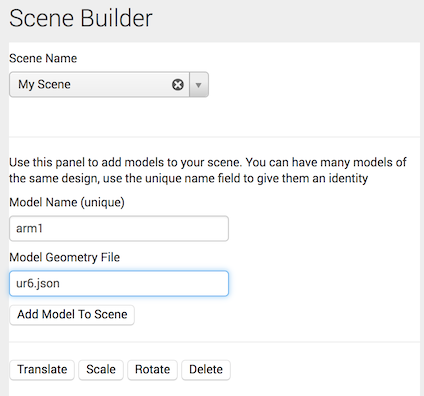 Scene Builder
Scene Name
My Scene
Use this panel to add models to your scene. You can have many models of
the same design, use the unique name field to give them an identity
Model Name (unique)
arm1
Model Geometry File
ur6.json
Add Model To Scene
Translate Scale Rotate Delete